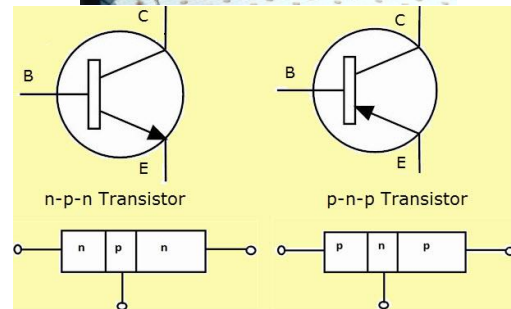 C C
B B
E E
n-p-n Transistor p-n-p Transistor
n p n p n p